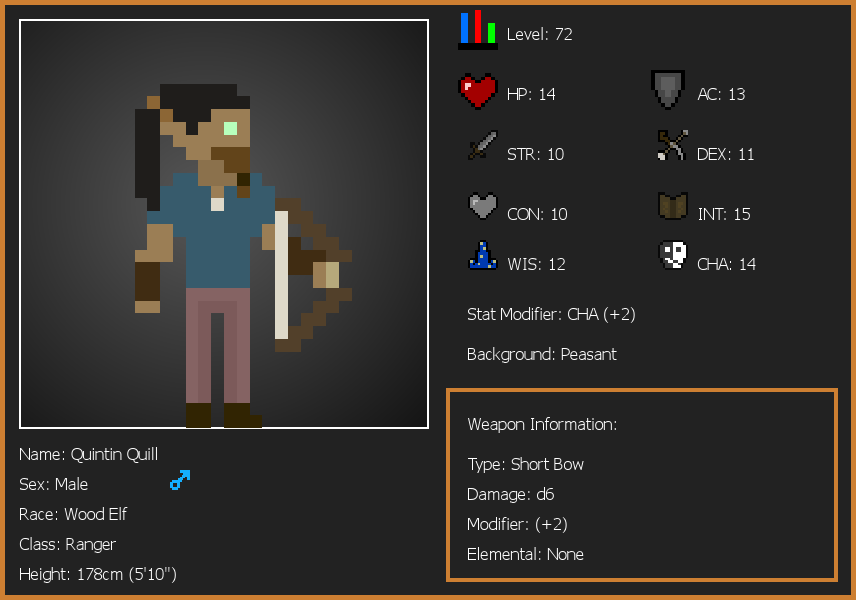 Level: 72
HP: 14
AC: 13
STR: 10
DEX: 11
CON: 10
INT: 15
WIS: 12
CHA: 14
Stat Modifier: CHA (+2)
Background: Peasant
Weapon Information:
Type: Short Bow
Damage: d6
Modifier: (+2)
Elemental: None
Name: Quintin Quill
Sex: Male
Race: Wood Elf
Class: Ranger
Height: 178cm (5'10")